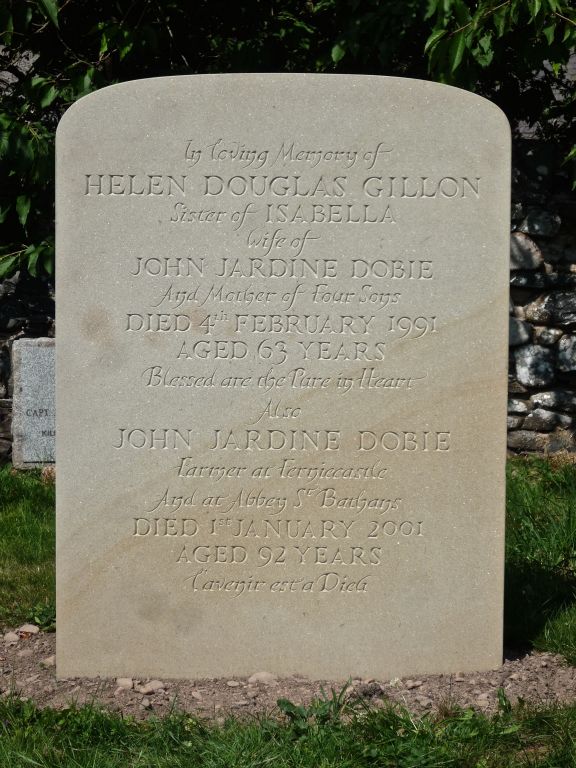 In loving Memory of
HELEN DOUGLAS GILLON
Sister of ISABELLA
Wife of
JOHN JARDINE DOBIE
And Mother of Four Sons
DIED 4th FEBRUARY 1991
AGED 63 YEARS
Blessed are the Pure in Heart
Also
JOHN JARDINE DOBIE
Farmer at Ferniecastle
And at Abbey St Bathans
DIED 1st JANUARY 2001
AGED 92 YEARS
L'avenir est a Dieu
CAPT
KIL